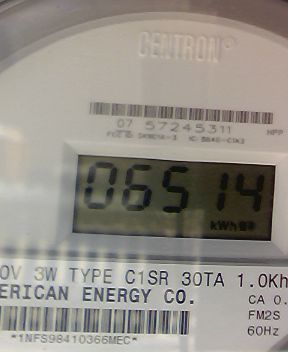 CENTRON®
07 57245311
HPP
06514
kWh
0V 3W TYPE C1SR 30TA 1.0Kh
ERICAN ENERGY CO.
CA 0.
FM2S
60Hz
*1NFS98410366MEC*